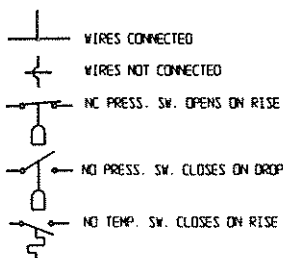 WIRES CONNECTED
WIRES NOT CONNECTED
NC PRESS. SW. OPENS ON RISE
NO PRESS. SW. CLOSES ON DROP
NO TEMP. SW. CLOSES ON RISE